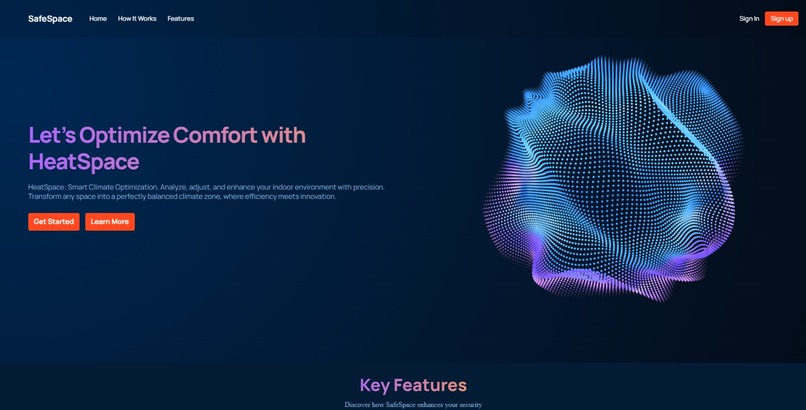 SafeSpace Home How It Works Features Sign In Sign up
Let's Optimize Comfort with
HeatSpace
HeatSpace: Smart Climate Optimization. Analyze, adjust, and enhance your indoor environment with precision.
Transform any space into a perfectly balanced climate zone, where efficiency meets innovation.
Get Started Learn More
Key Features
Discover how SafeSpace enhances your security